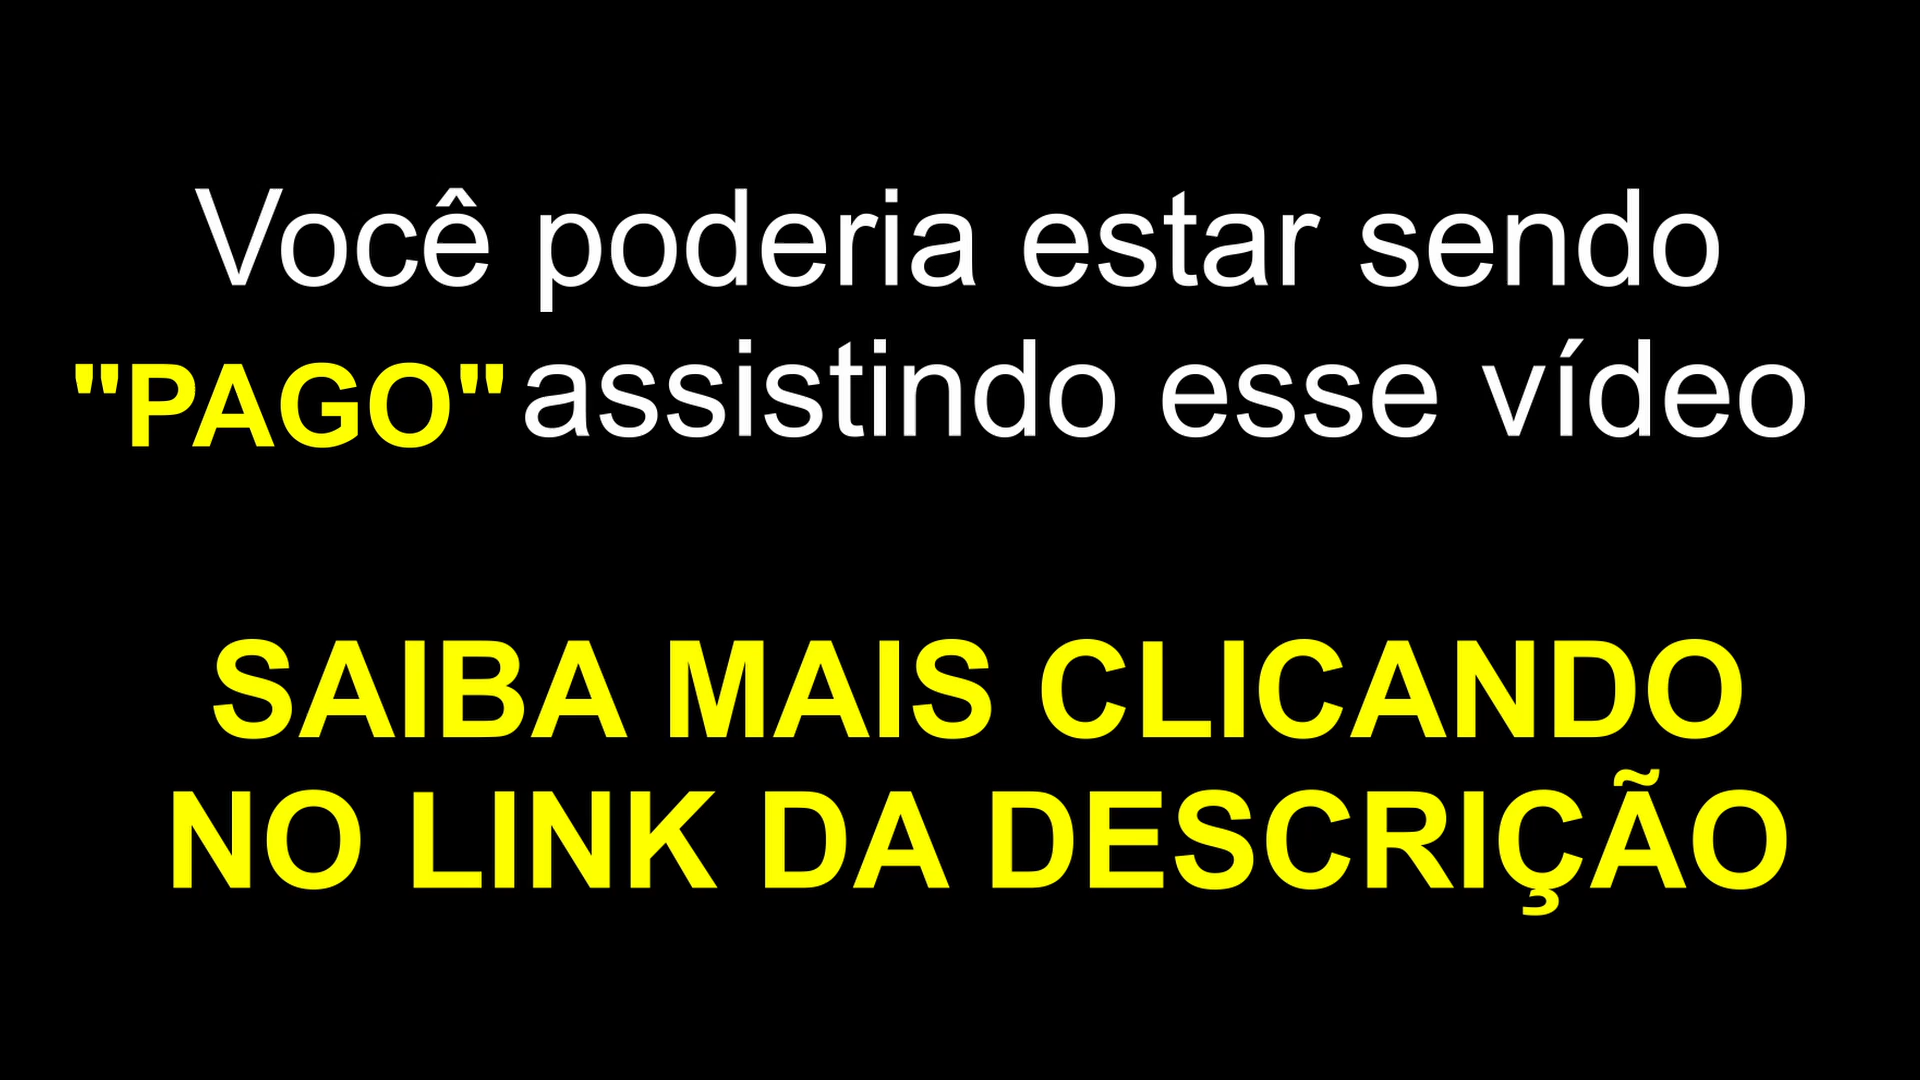 Você poderia estar sendo
"PAGO" assistindo esse vídeo
SAIBA MAIS CLICANDO
NO LINK DA DESCRIÇÃO